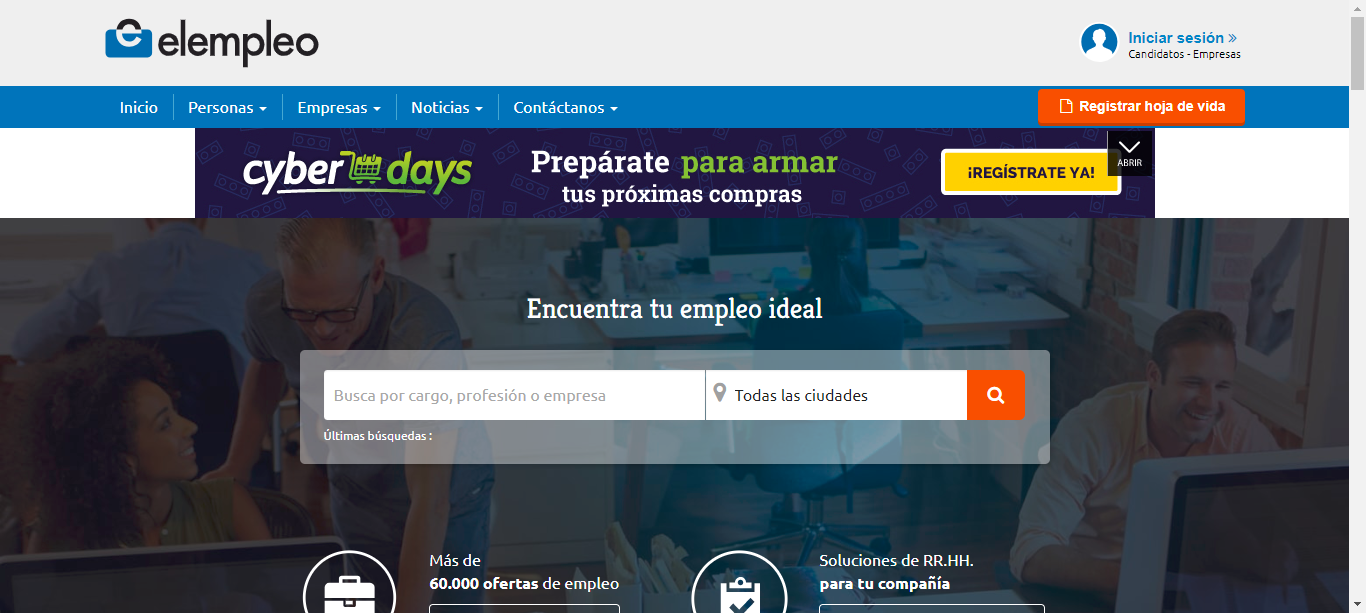 elempleo
Iniciar sesión »
Candidatos - Empresas
Inicio Personas Empresas Noticias Contáctanos Registrar hoja de vida
cyber days Prepárate para armar
tus próximas compras
¡REGÍSTRATE YA!
ABRIR
Encuentra tu empleo ideal
Busca por cargo, profesión o empresa Todas las ciudades
Últimas búsquedas :
Más de
60.000 ofertas de empleo
Soluciones de RR.HH.
para tu compañía